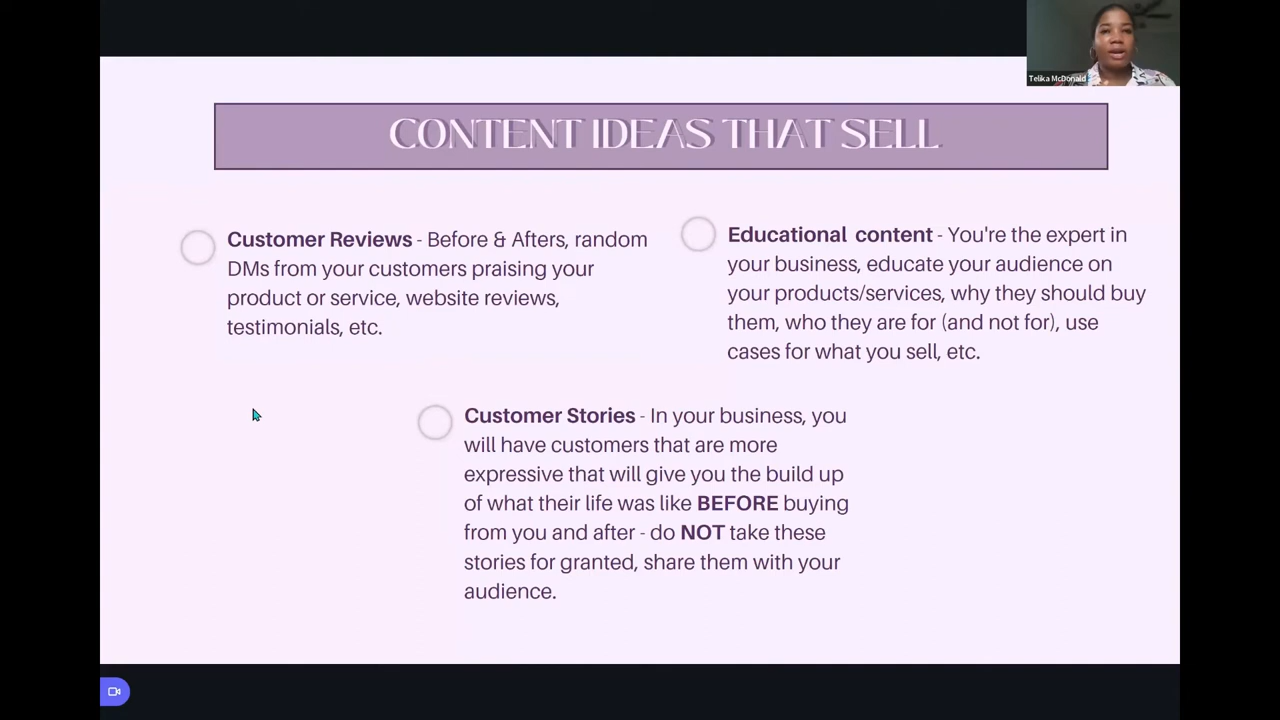 Telika McDonald
CONTENT IDEAS THAT SELL
Customer Reviews - Before & Afters, random
DMs from your customers praising your
product or service, website reviews,
testimonials, etc.
Educational content - You're the expert in
your business, educate your audience on
your products/services, why they should buy
them, who they are for (and not for), use
cases for what you sell, etc.
Customer Stories - In your business, you
will have customers that are more
expressive that will give you the build up
of what their life was like BEFORE buying
from you and after - do NOT take these
stories for granted, share them with your
audience.